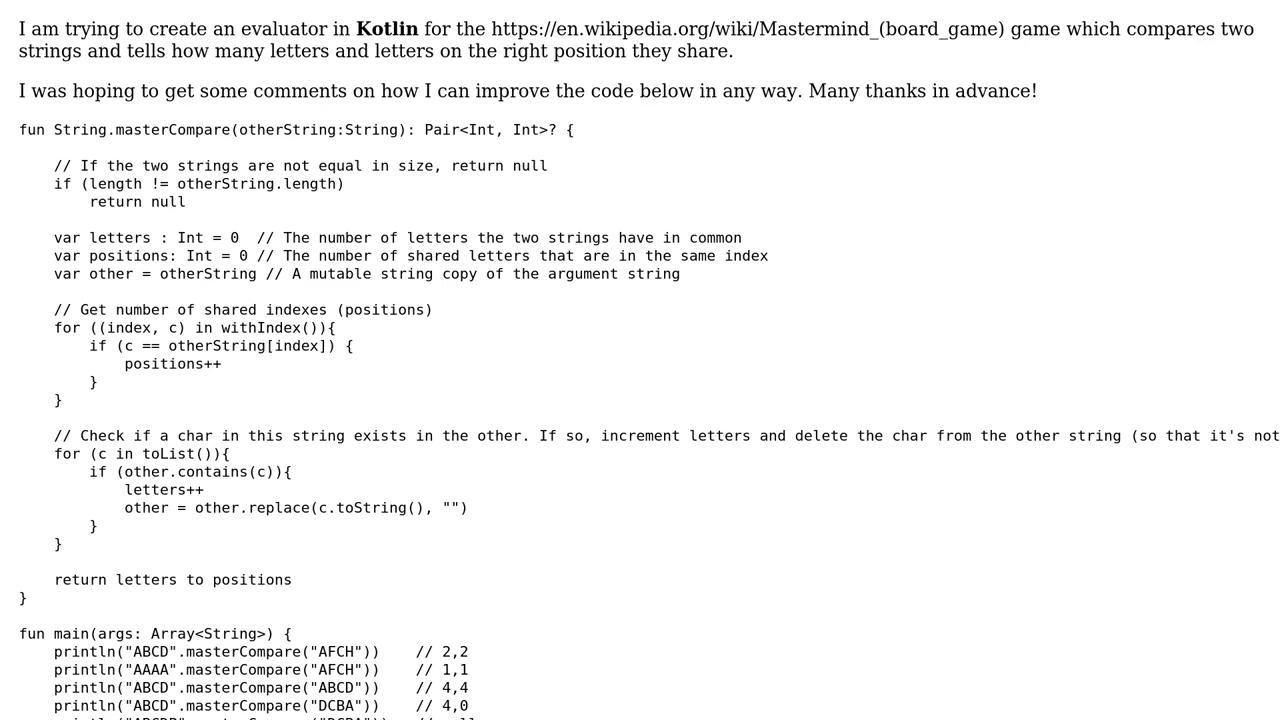 I am trying to create an evaluator in Kotlin for the https://en.wikipedia.org/wiki/Mastermind_(board_game) game which compares two
strings and tells how many letters and letters on the right position they share.
I was hoping to get some comments on how I can improve the code below in any way. Many thanks in advance!
fun String.masterCompare(otherString:String): Pair<Int, Int>? {
    // If the two strings are not equal in size, return null
    if (length != otherString.length)
        return null
    var letters : Int = 0  // The number of letters the two strings have in common
    var positions: Int = 0 // The number of shared letters that are in the same index
    var other = otherString // A mutable string copy of the argument string
    // Get number of shared indexes (positions)
    for ((index, c) in withIndex()){
        if (c == otherString[index]) {
            positions++
        }
    }
    // Check if a char in this string exists in the other. If so, increment letters and delete the char from the other string (so that it's not
    for (c in toList()){
        if (other.contains(c)){
            letters++
            other = other.replace(c.toString(), "")
        }
    }
    return letters to positions
}
fun main(args: Array<String>) {
    println("ABCD".masterCompare("AFCH"))    // 2,2
    println("AAAA".masterCompare("AFCH"))    // 1,1
    println("ABCD".masterCompare("ABCD"))    // 4,4
    println("ABCD".masterCompare("DCBA"))    // 4,0